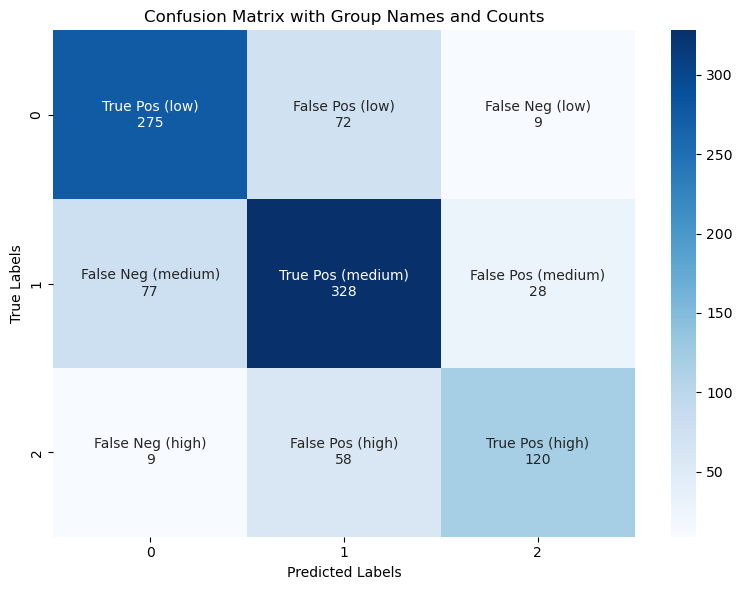 Confusion Matrix with Group Names and Counts
True Labels
0
True Pos (low)
275
False Pos (low)
72
False Neg (low)
9
1
False Neg (medium)
77
True Pos (medium)
328
False Pos (medium)
28
2
False Neg (high)
9
False Pos (high)
58
True Pos (high)
120
0
1
2
Predicted Labels
300
250
200
150
100
50